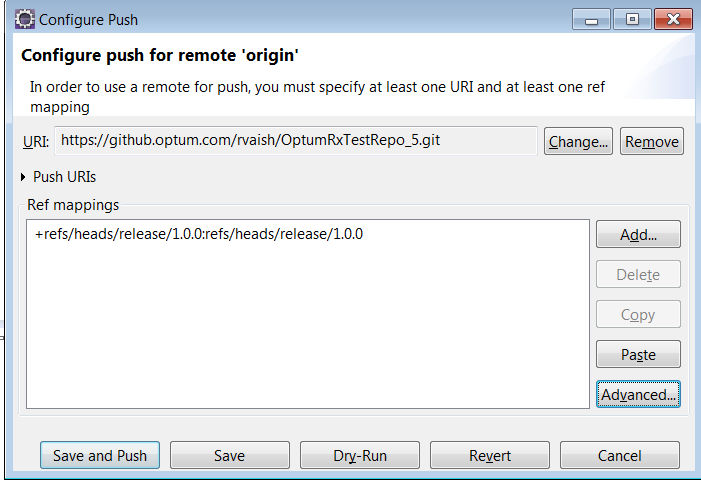 Configure Push
Configure push for remote 'origin'
In order to use a remote for push, you must specify at least one URI and at least one ref
mapping
URI: https://github.optum.com/rvaish/OptumRxTestRepo_5.git Change... Remove
Push URIs
Ref mappings
+refs/heads/release/1.0.0:refs/heads/release/1.0.0
Add...
Delete
Copy
Paste
Advanced...
Save and Push Save Dry-Run Revert Cancel